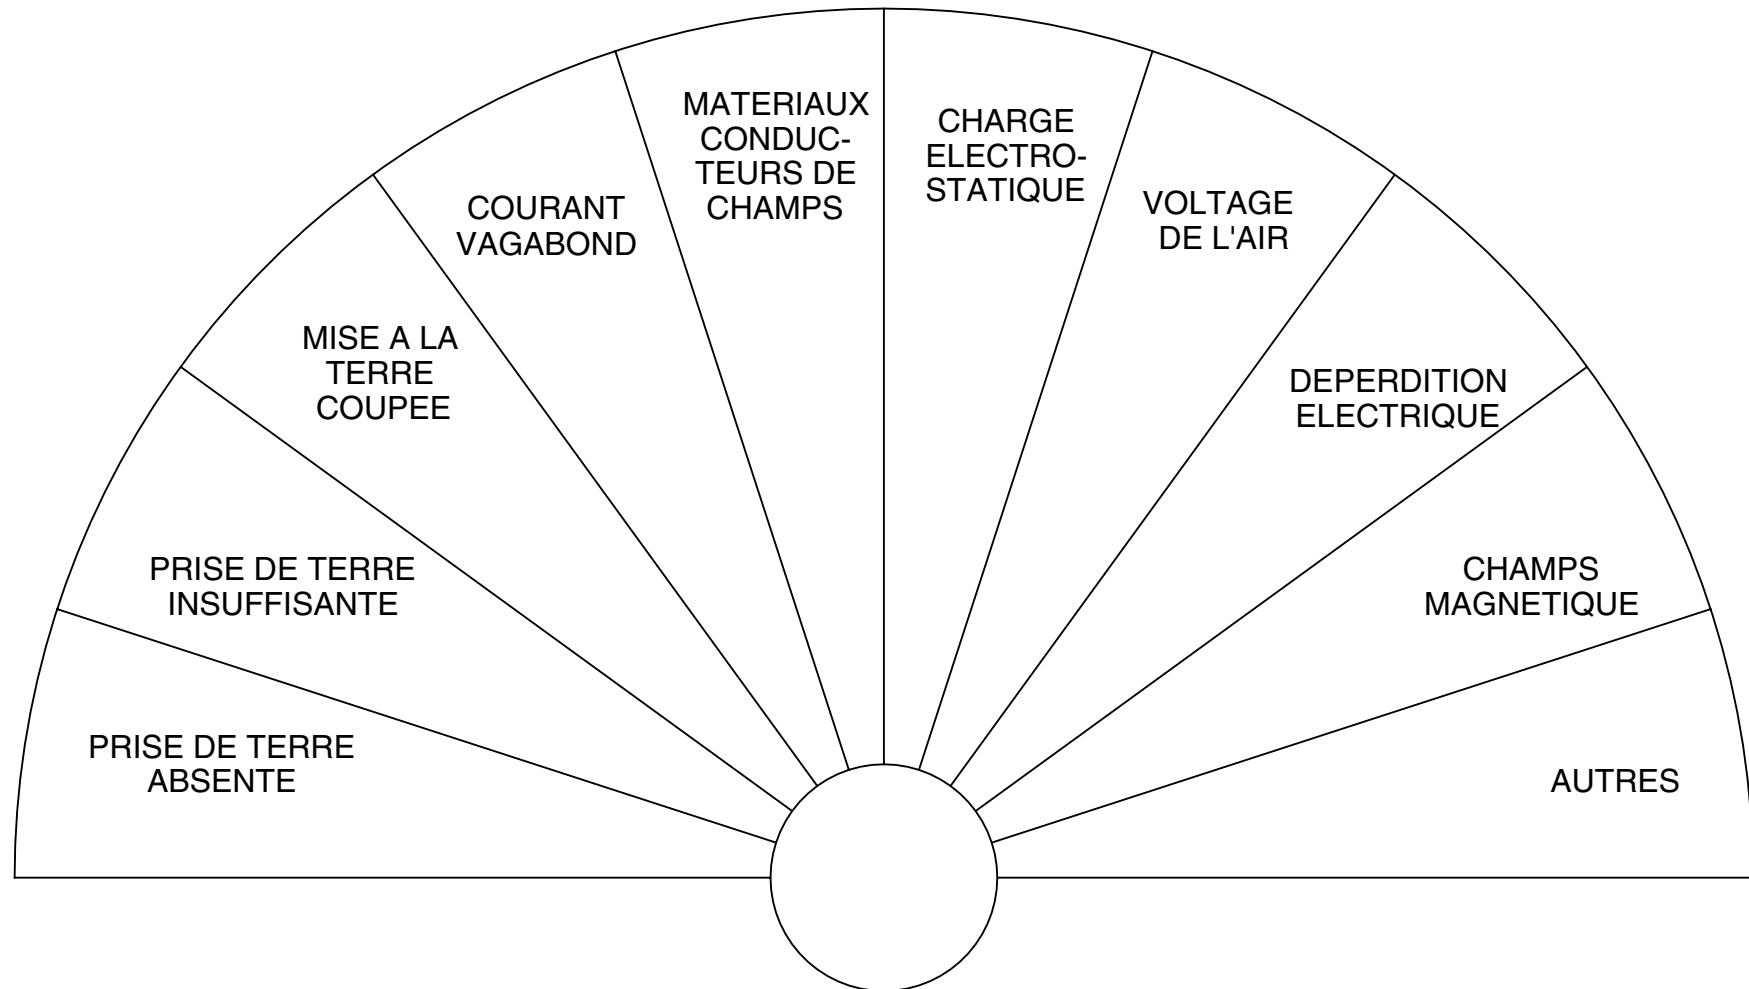 PRISE DE TERRE
ABSENTE
PRISE DE TERRE
INSUFFISANTE
MISE A LA
TERRE
COUPEE
COURANT
VAGABOND
MATERIAUX
CONDUC-
TEURS DE
CHAMPS
CHARGE
ELECTRO-
STATIQUE
VOLTAGE
DE L'AIR
DEPERDITION
ELECTRIQUE
CHAMPS
MAGNETIQUE
AUTRES